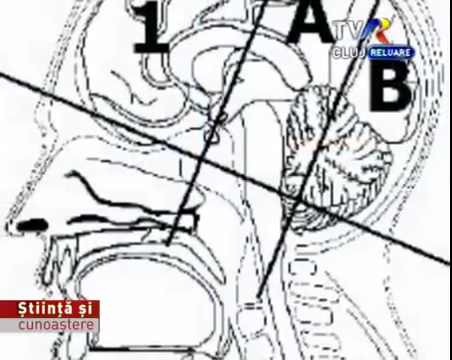 1
A
TVR
CLUJ RELUARE
B
Știință și
cunoaștere